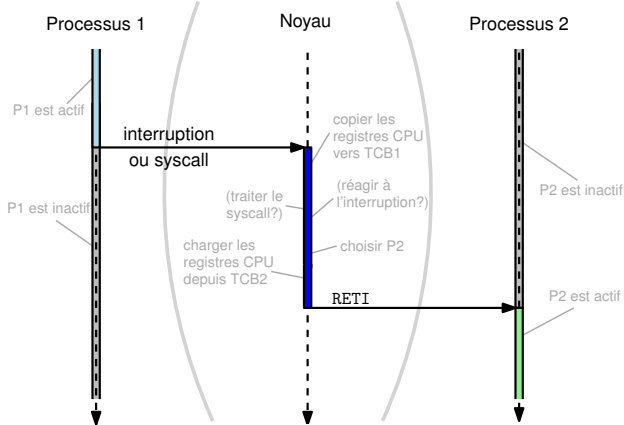 Processus 1
Noyau
Processus 2
P1 est actif
interruption
ou syscall
copier les
registres CPU
vers TCB1
P1 est inactif
(traiter le
syscall?)
(réagir à
l'interruption?)
P2 est inactif
charger les
registres CPU
depuis TCB2
choisir P2
RETI
P2 est actif